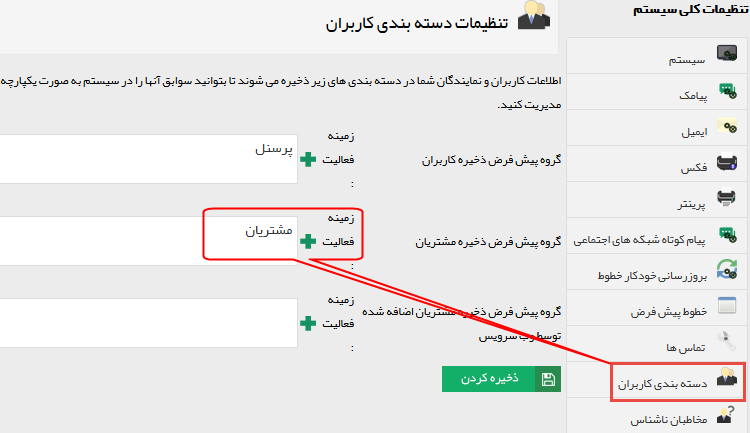 تنظیمات کلی سیستم
سیستم
پیامک
ایمیل
فکس
پرینتر
پیام کوتاه شبکه های اجتماعی
بروزرسانی خودکار خطوط
خطوط پیش فرض
تماس ها
دسته بندی کاربران
مخاطبان ناشناس
تنظیمات دسته بندی کاربران
اطلاعات کاربران و نمایندگان شما در دسته بندی های زیر ذخیره می شوند تا بتوانید سوابق آنها را در سیستم به صورت یکپارچه
مدیریت کنید.
گروه پیش فرض ذخیره کاربران
زمینه
فعالیت
:
پرسنل
گروه پیش فرض ذخیره مشتریان
زمینه
فعالیت
:
مشتریان
گروه پیش فرض ذخیره مشتریان اضافه شده
توسط وب سرویس
زمینه
فعالیت
:
ذخیره کردن